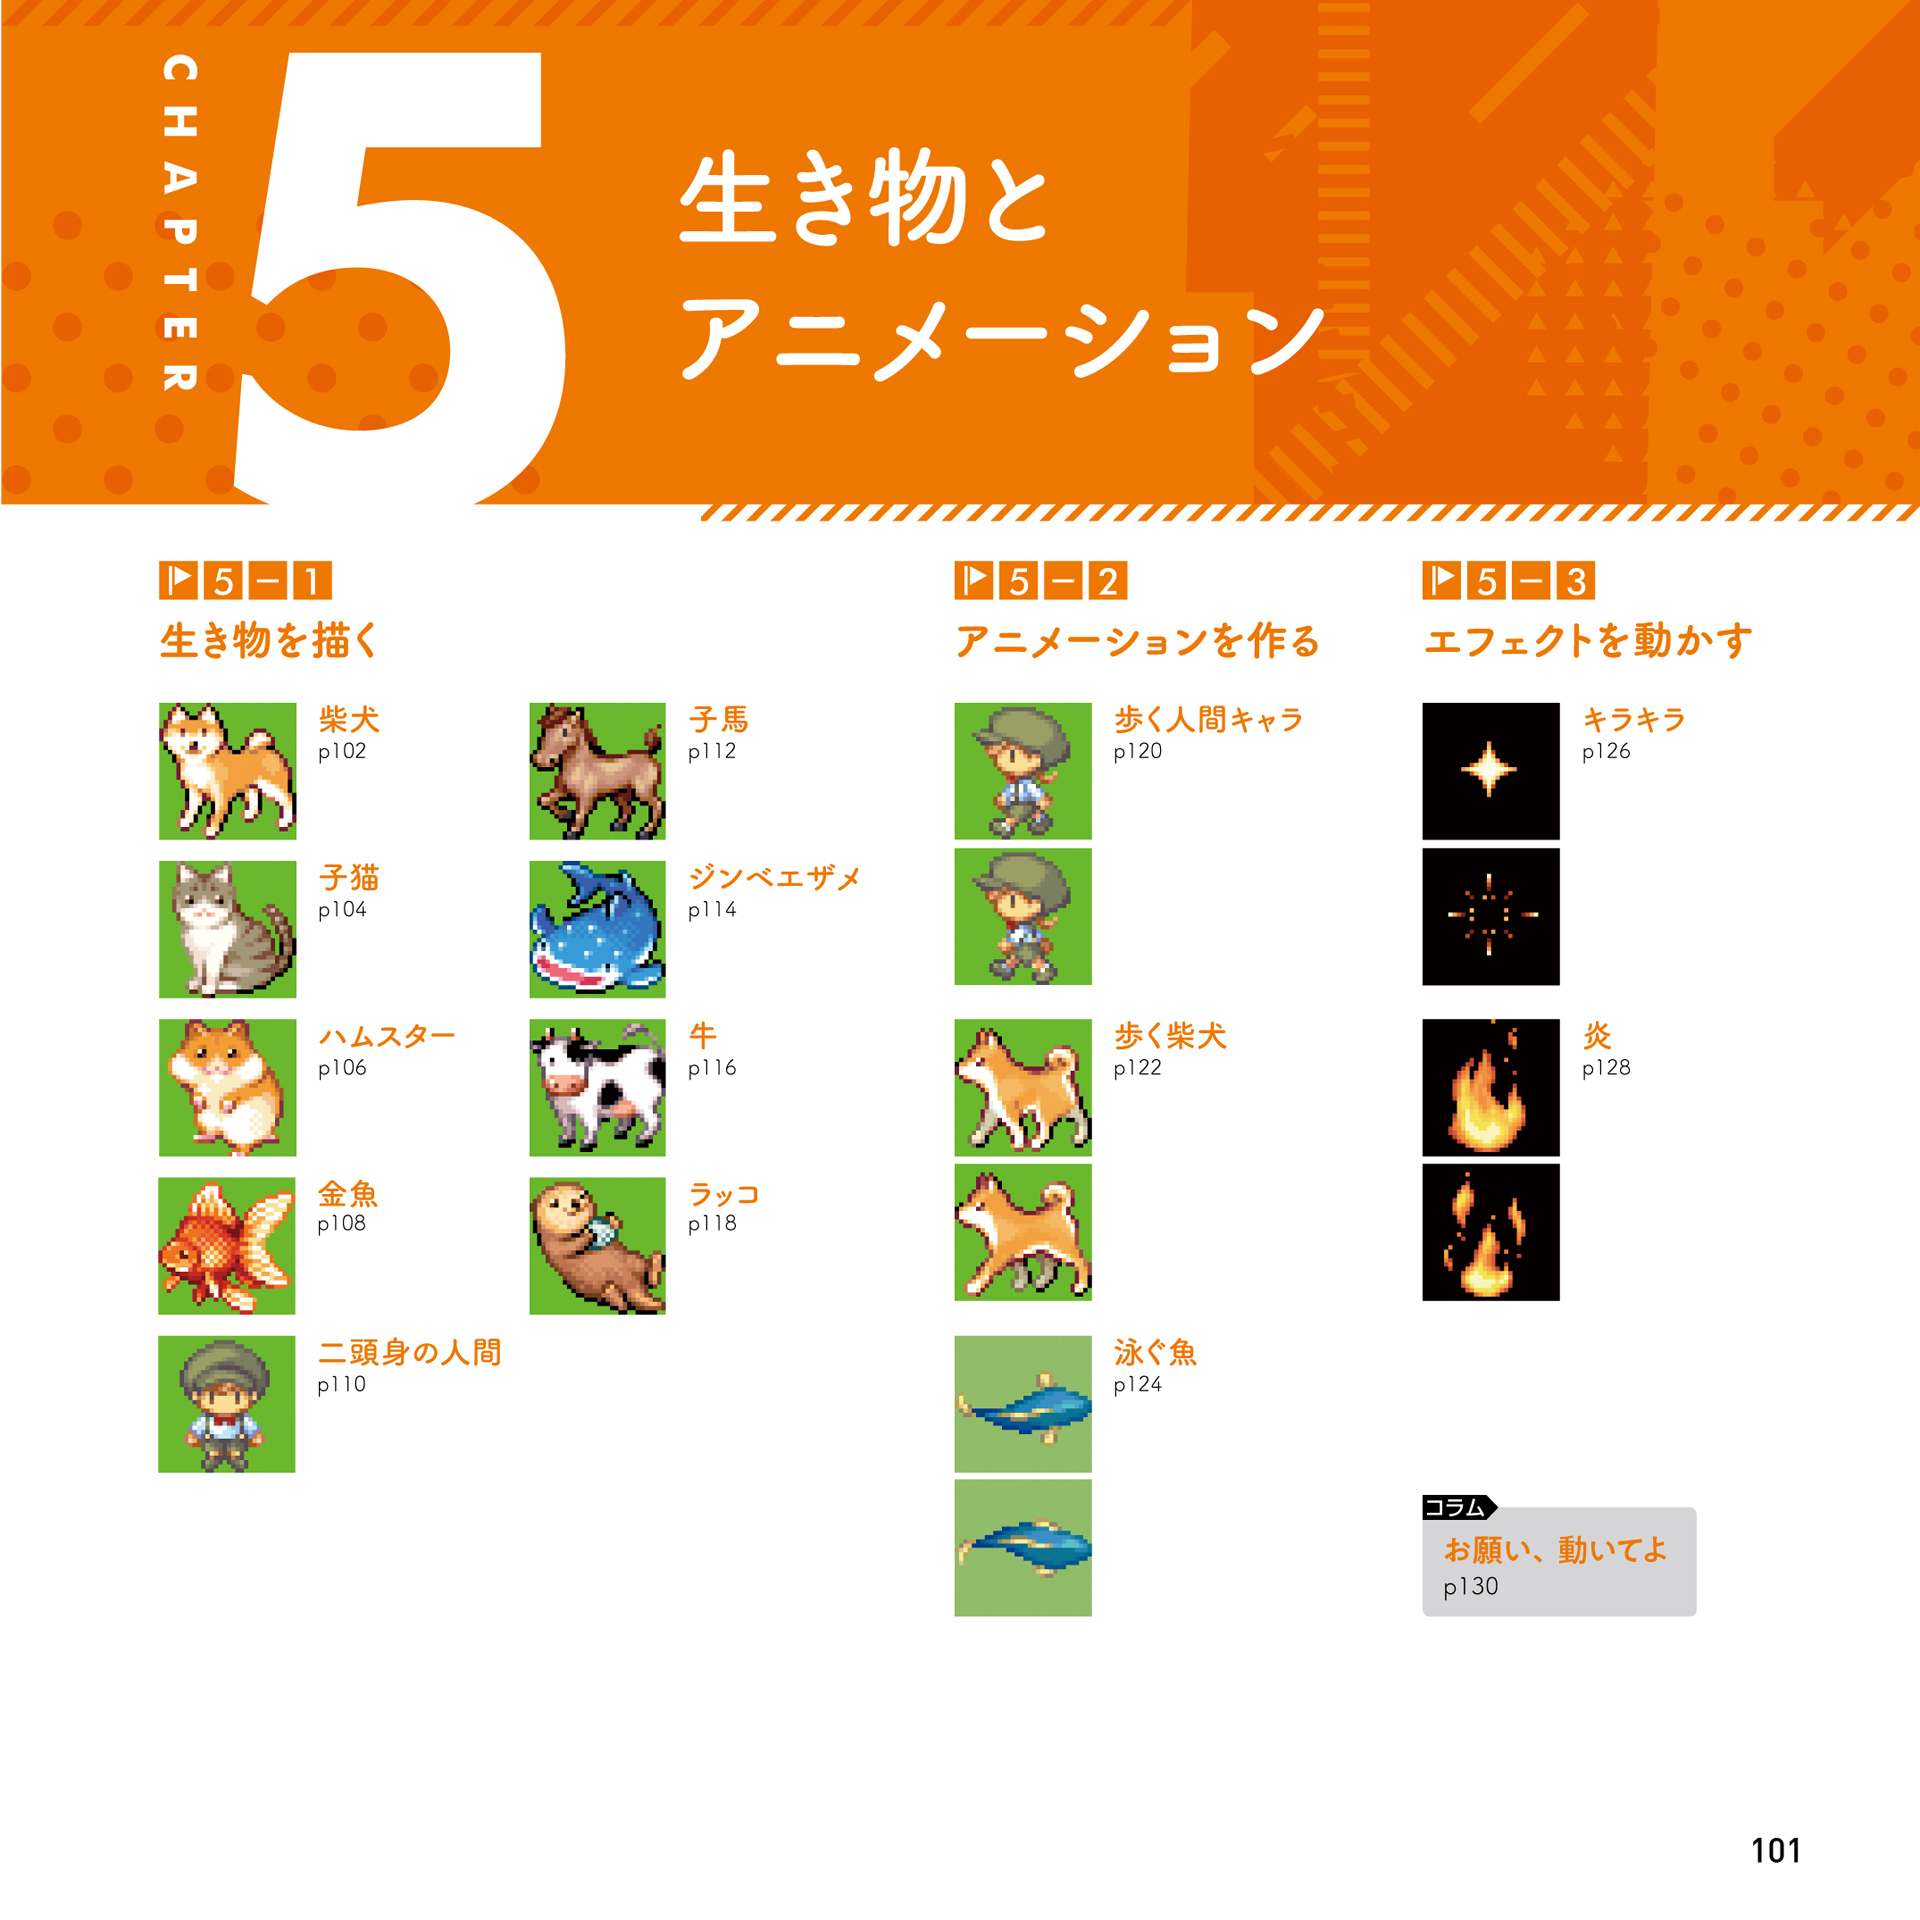 CHAPTER
5
生き物と
アニメーション
5-1
生き物を描く
柴犬
p102
子猫
p104
ハムスター
p106
金魚
p108
二頭身の人間
p110
子馬
p112
ジンベエザメ
p114
牛
p116
ラッコ
p118
5-2
アニメーションを作る
歩く人間キャラ
p120
歩く柴犬
p122
泳ぐ魚
p124
5-3
エフェクトを動かす
キラキラ
p126
炎
p128
コラム
お願い、動いてよ
p130
101